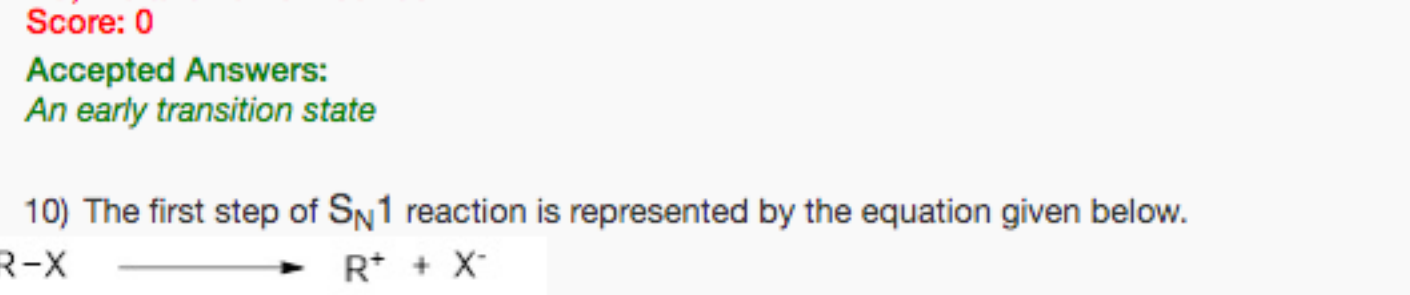 Score: 0
Accepted Answers:
An early transition state
10) The first step of SN1 reaction is represented by the equation given below.
R-X ⟶ R⁺ + X⁻